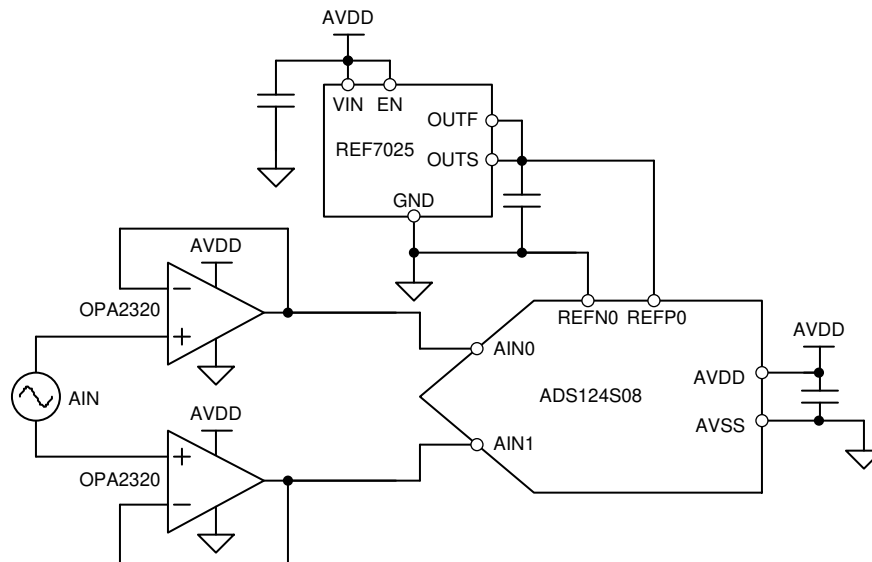 AVDD
VIN EN
OUTF
REF7025
OUTS
GND
AVDD
OPA2320
REFN0 REFP0
AVDD
AIN0
AVDD
AIN
ADS124S08
AVDD
AVSS
AIN1
OPA2320